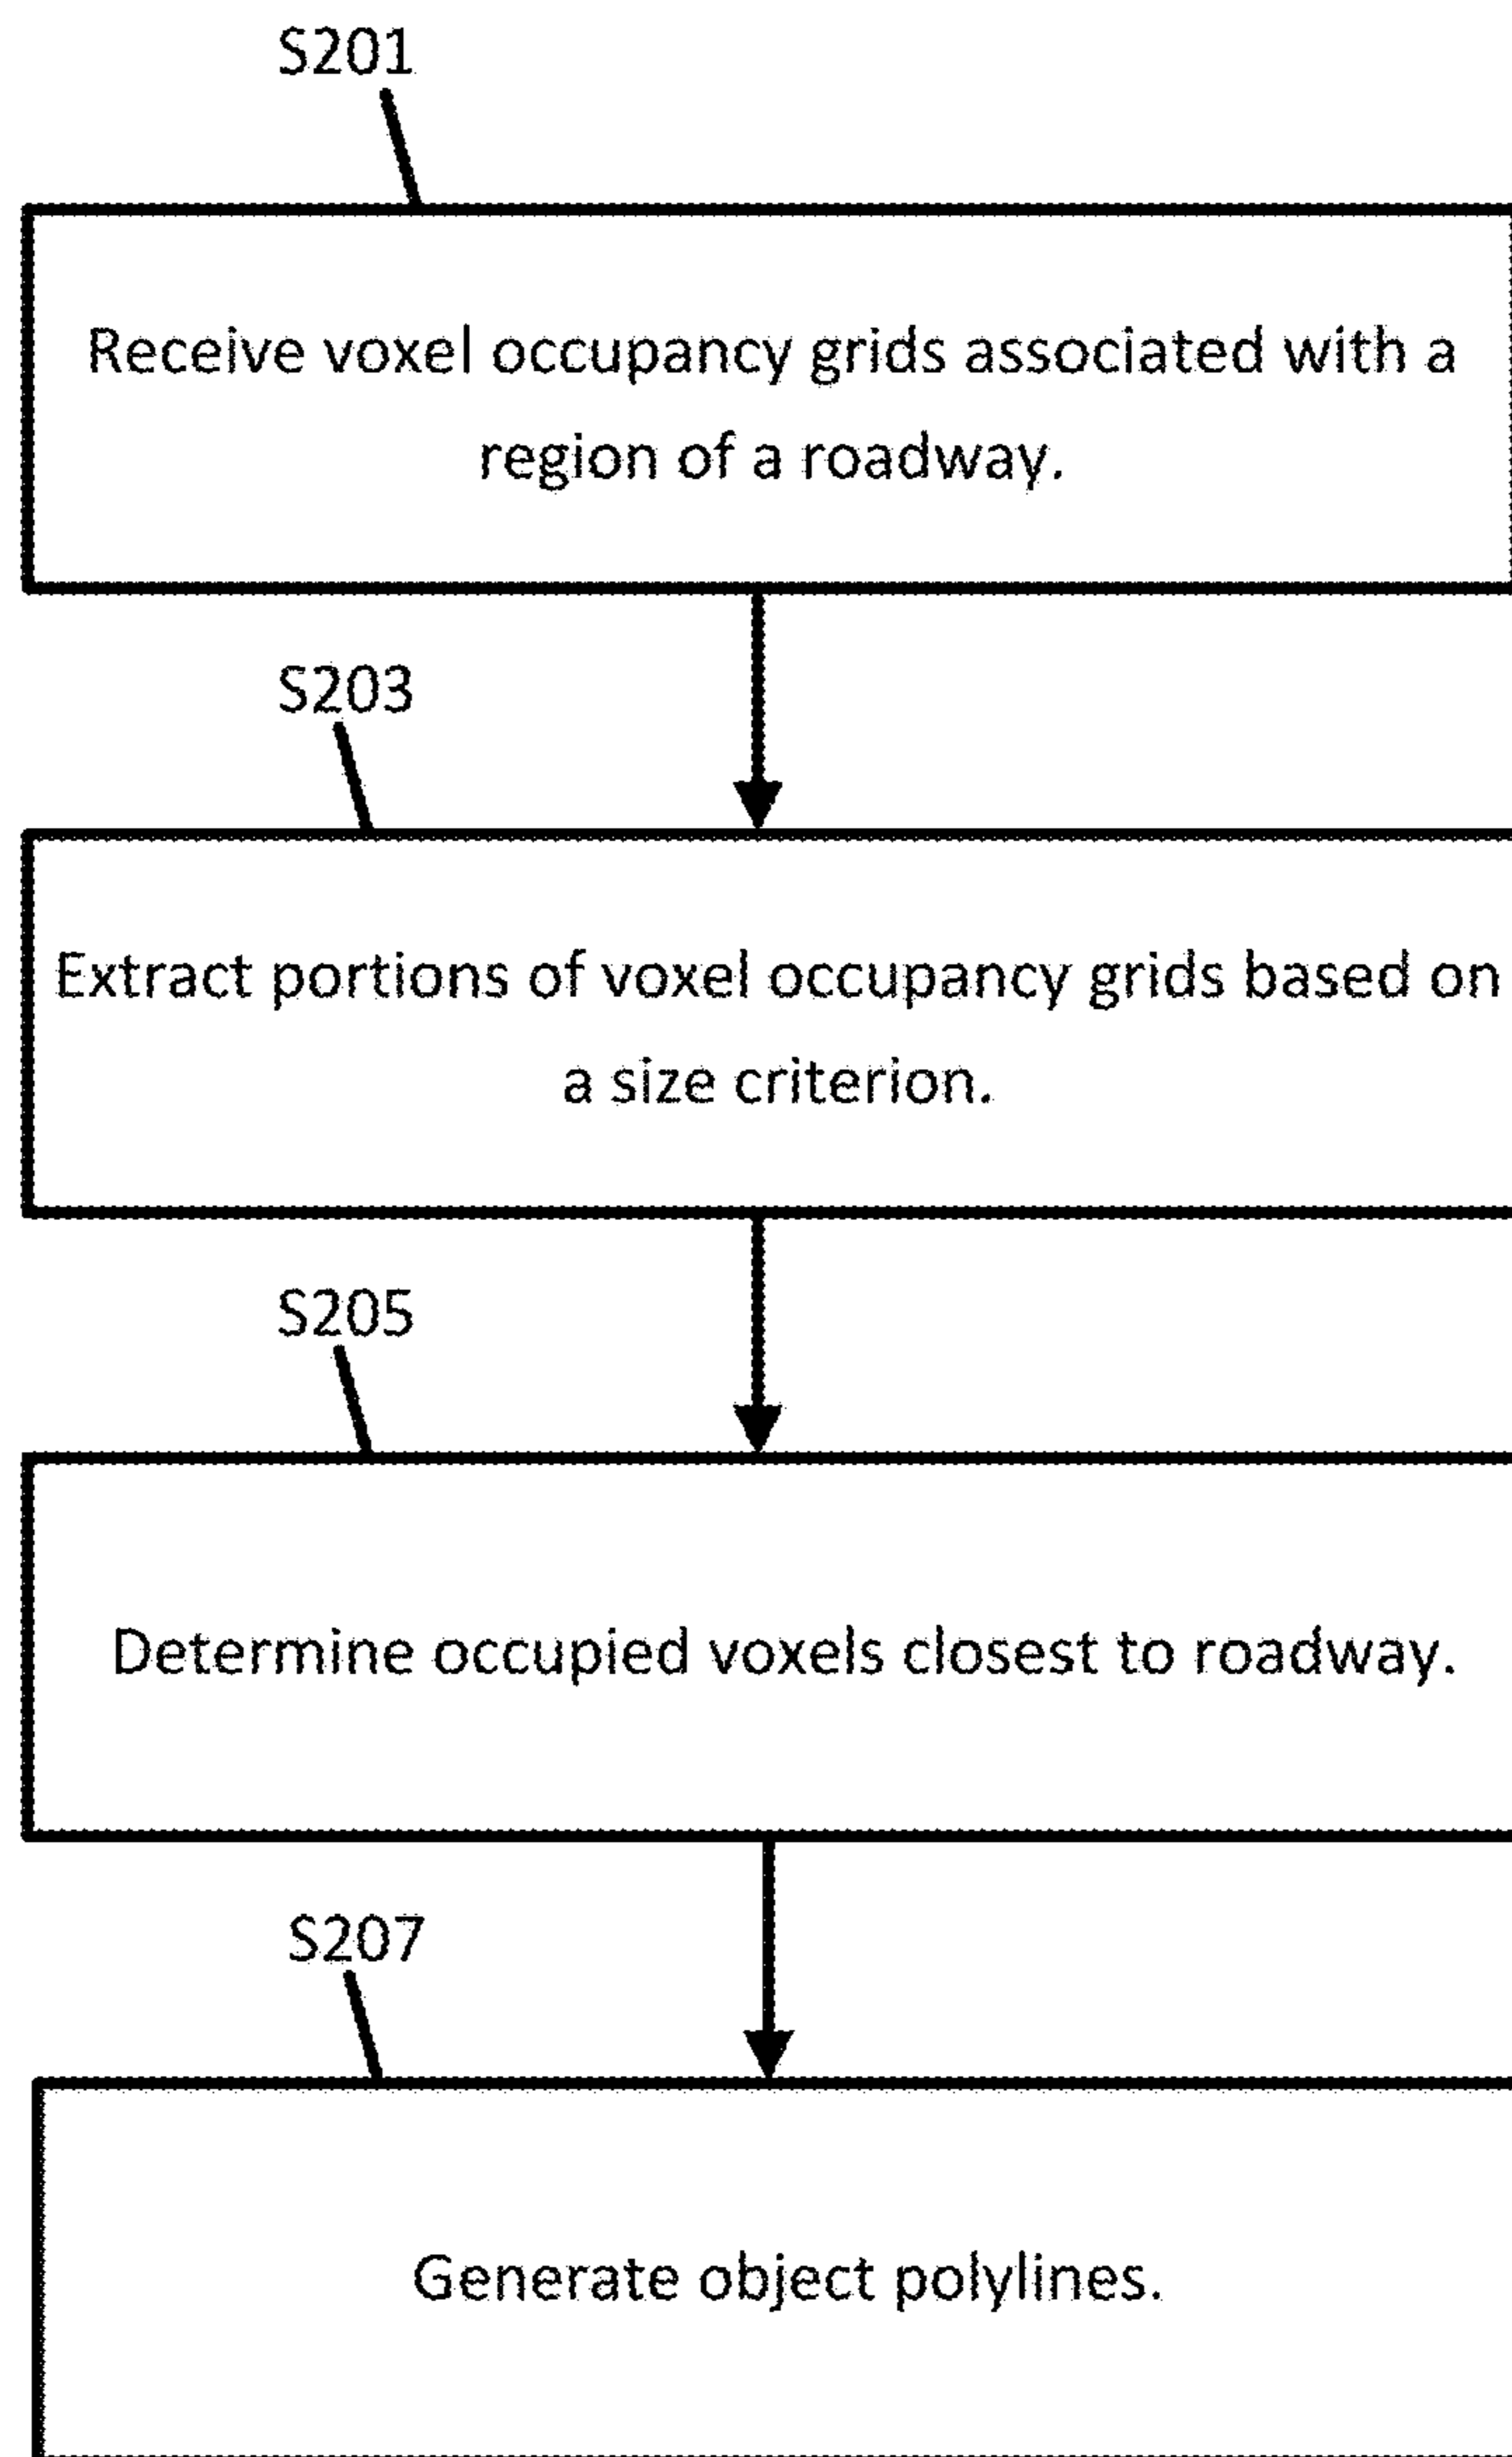 S201
Receive voxel occupancy grids associated with a
region of a roadway.
S203
Extract portions of voxel occupancy grids based on
a size criterion.
S205
Determine occupied voxels closest to roadway.
S207
Generate object polylines.